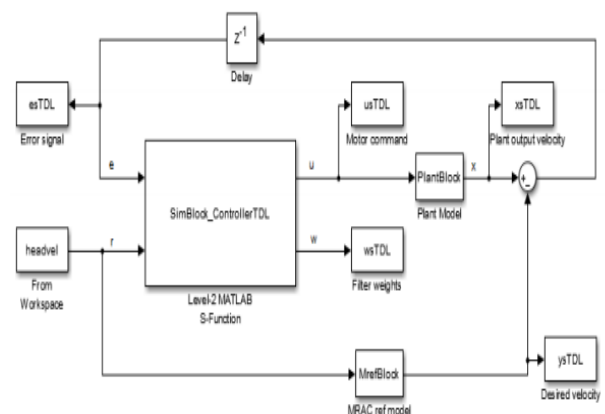 Z-1
Delay
esTDL
Error signal
usTDL
Motor command
xsTDL
Plant output velocity
e
u
x
SimBlock_ControllerTDL
PlantBlock
Plant Model
+
-
headvel
From
Workspace
r
w
wsTDL
Filter weights
Level-2 MATLAB
S-Function
MrefBlock
MRAC ref model
ysTDL
Desired velocity